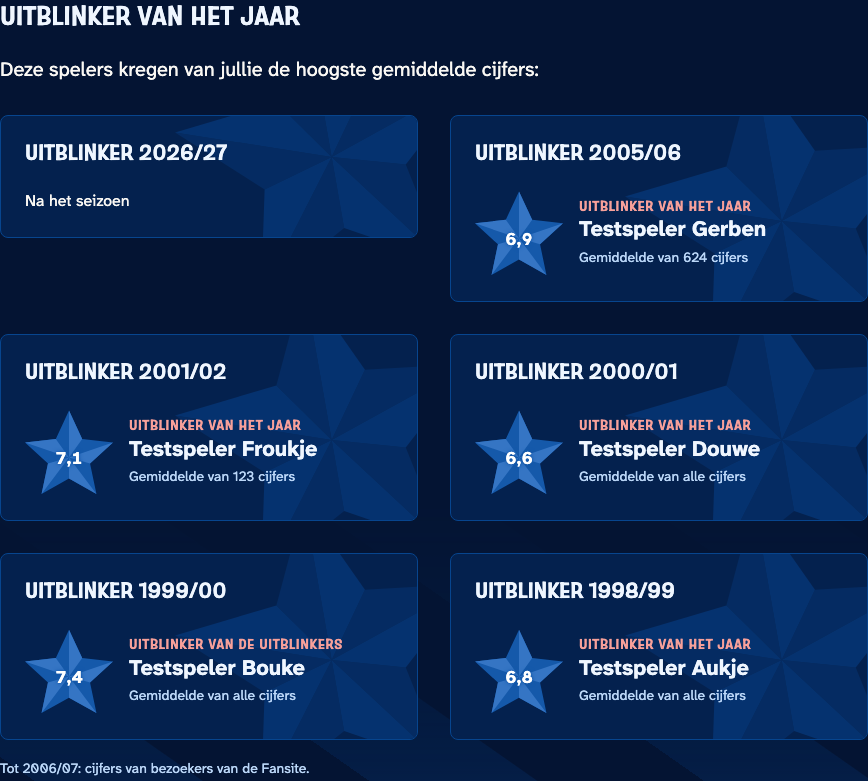 UITBLINKER VAN HET JAAR
Deze spelers kregen van jullie de hoogste gemiddelde cijfers:
UITBLINKER 2026/27
Na het seizoen
UITBLINKER 2005/06
6,9
UITBLINKER VAN HET JAAR
Testspeler Gerben
Gemiddelde van 624 cijfers
UITBLINKER 2001/02
7,1
UITBLINKER VAN HET JAAR
Testspeler Froukje
Gemiddelde van 123 cijfers
UITBLINKER 2000/01
6,6
UITBLINKER VAN HET JAAR
Testspeler Douwe
Gemiddelde van alle cijfers
UITBLINKER 1999/00
7,4
UITBLINKER VAN DE UITBLINKERS
Testspeler Bouke
Gemiddelde van alle cijfers
UITBLINKER 1998/99
6,8
UITBLINKER VAN HET JAAR
Testspeler Aukje
Gemiddelde van alle cijfers
Tot 2006/07: cijfers van bezoekers van de Fansite.